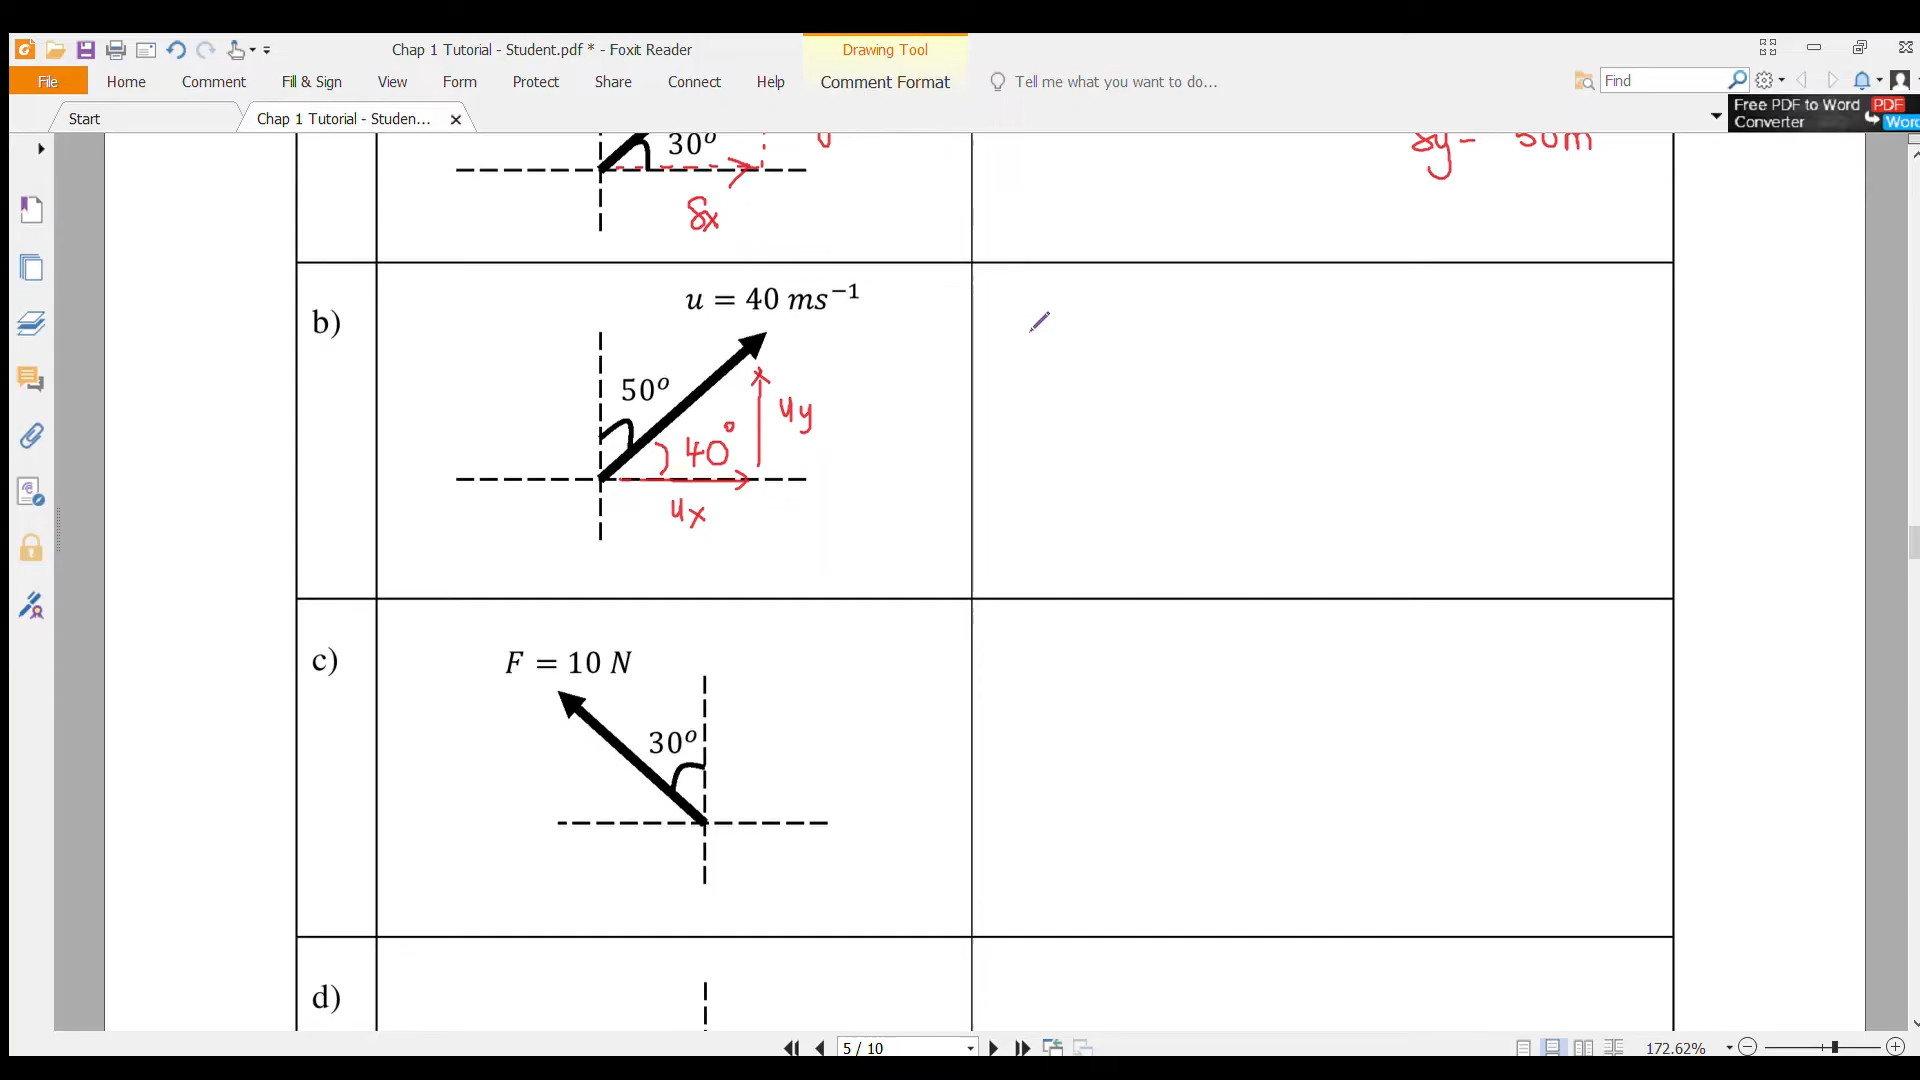 Chap 1 Tutorial - Student.pdf * - Foxit Reader
Drawing Tool
File Home Comment Fill & Sign View Form Protect Share Connect Help Comment Format Tell me what you want to do... Find
Start Chap 1 Tutorial - Studen...
Free PDF to Word Converter PDF Word
30°
sx
sy = 50m
b)
u = 40 ms⁻¹
50°
40°
uy
ux
c)
F = 10 N
30°
d)
5 / 10
172.62%